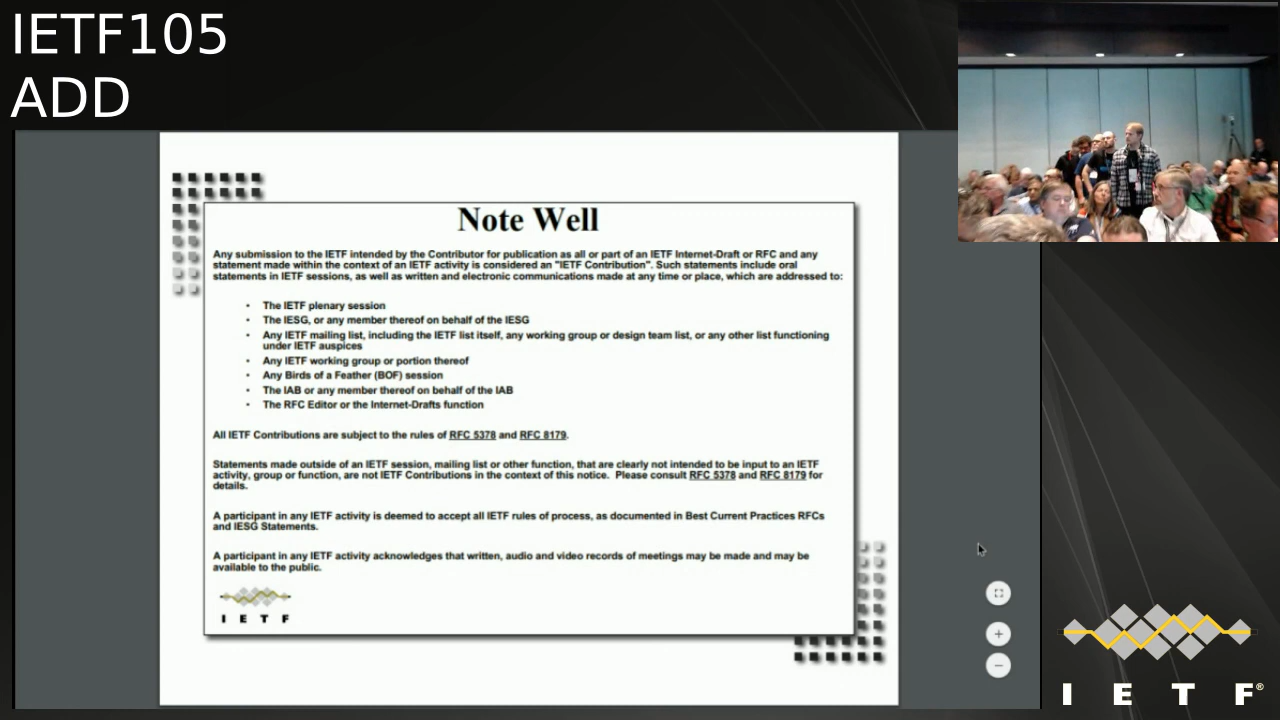 IETF105
ADD
Note Well
Any submission to the IETF intended by the Contributor for publication as all or part of an IETF Internet-Draft or RFC and any
statement made within the context of an IETF activity is considered an "IETF Contribution". Such statements include oral
statements in IETF sessions, as well as written and electronic communications made at any time or place, which are addressed to:
• The IETF plenary session
• The IESG, or any member thereof on behalf of the IESG
• Any IETF mailing list, including the IETF list itself, any working group or design team list, or any other list functioning
under IETF auspices
• Any IETF working group or portion thereof
• Any Birds of a Feather (BOF) session
• The IAB or any member thereof on behalf of the IAB
• The RFC Editor or the Internet-Drafts function
All IETF Contributions are subject to the rules of RFC 5378 and RFC 8179.
Statements made outside of an IETF session, mailing list or other function, that are clearly not intended to be input to an IETF
activity, group or function, are not IETF Contributions in the context of this notice. Please consult RFC 5378 and RFC 8179 for
details.
A participant in any IETF activity is deemed to accept all IETF rules of process, as documented in Best Current Practices RFCs
and IESG Statements.
A participant in any IETF activity acknowledges that written, audio and video records of meetings may be made and may be
available to the public.
I E T F
I E T F®